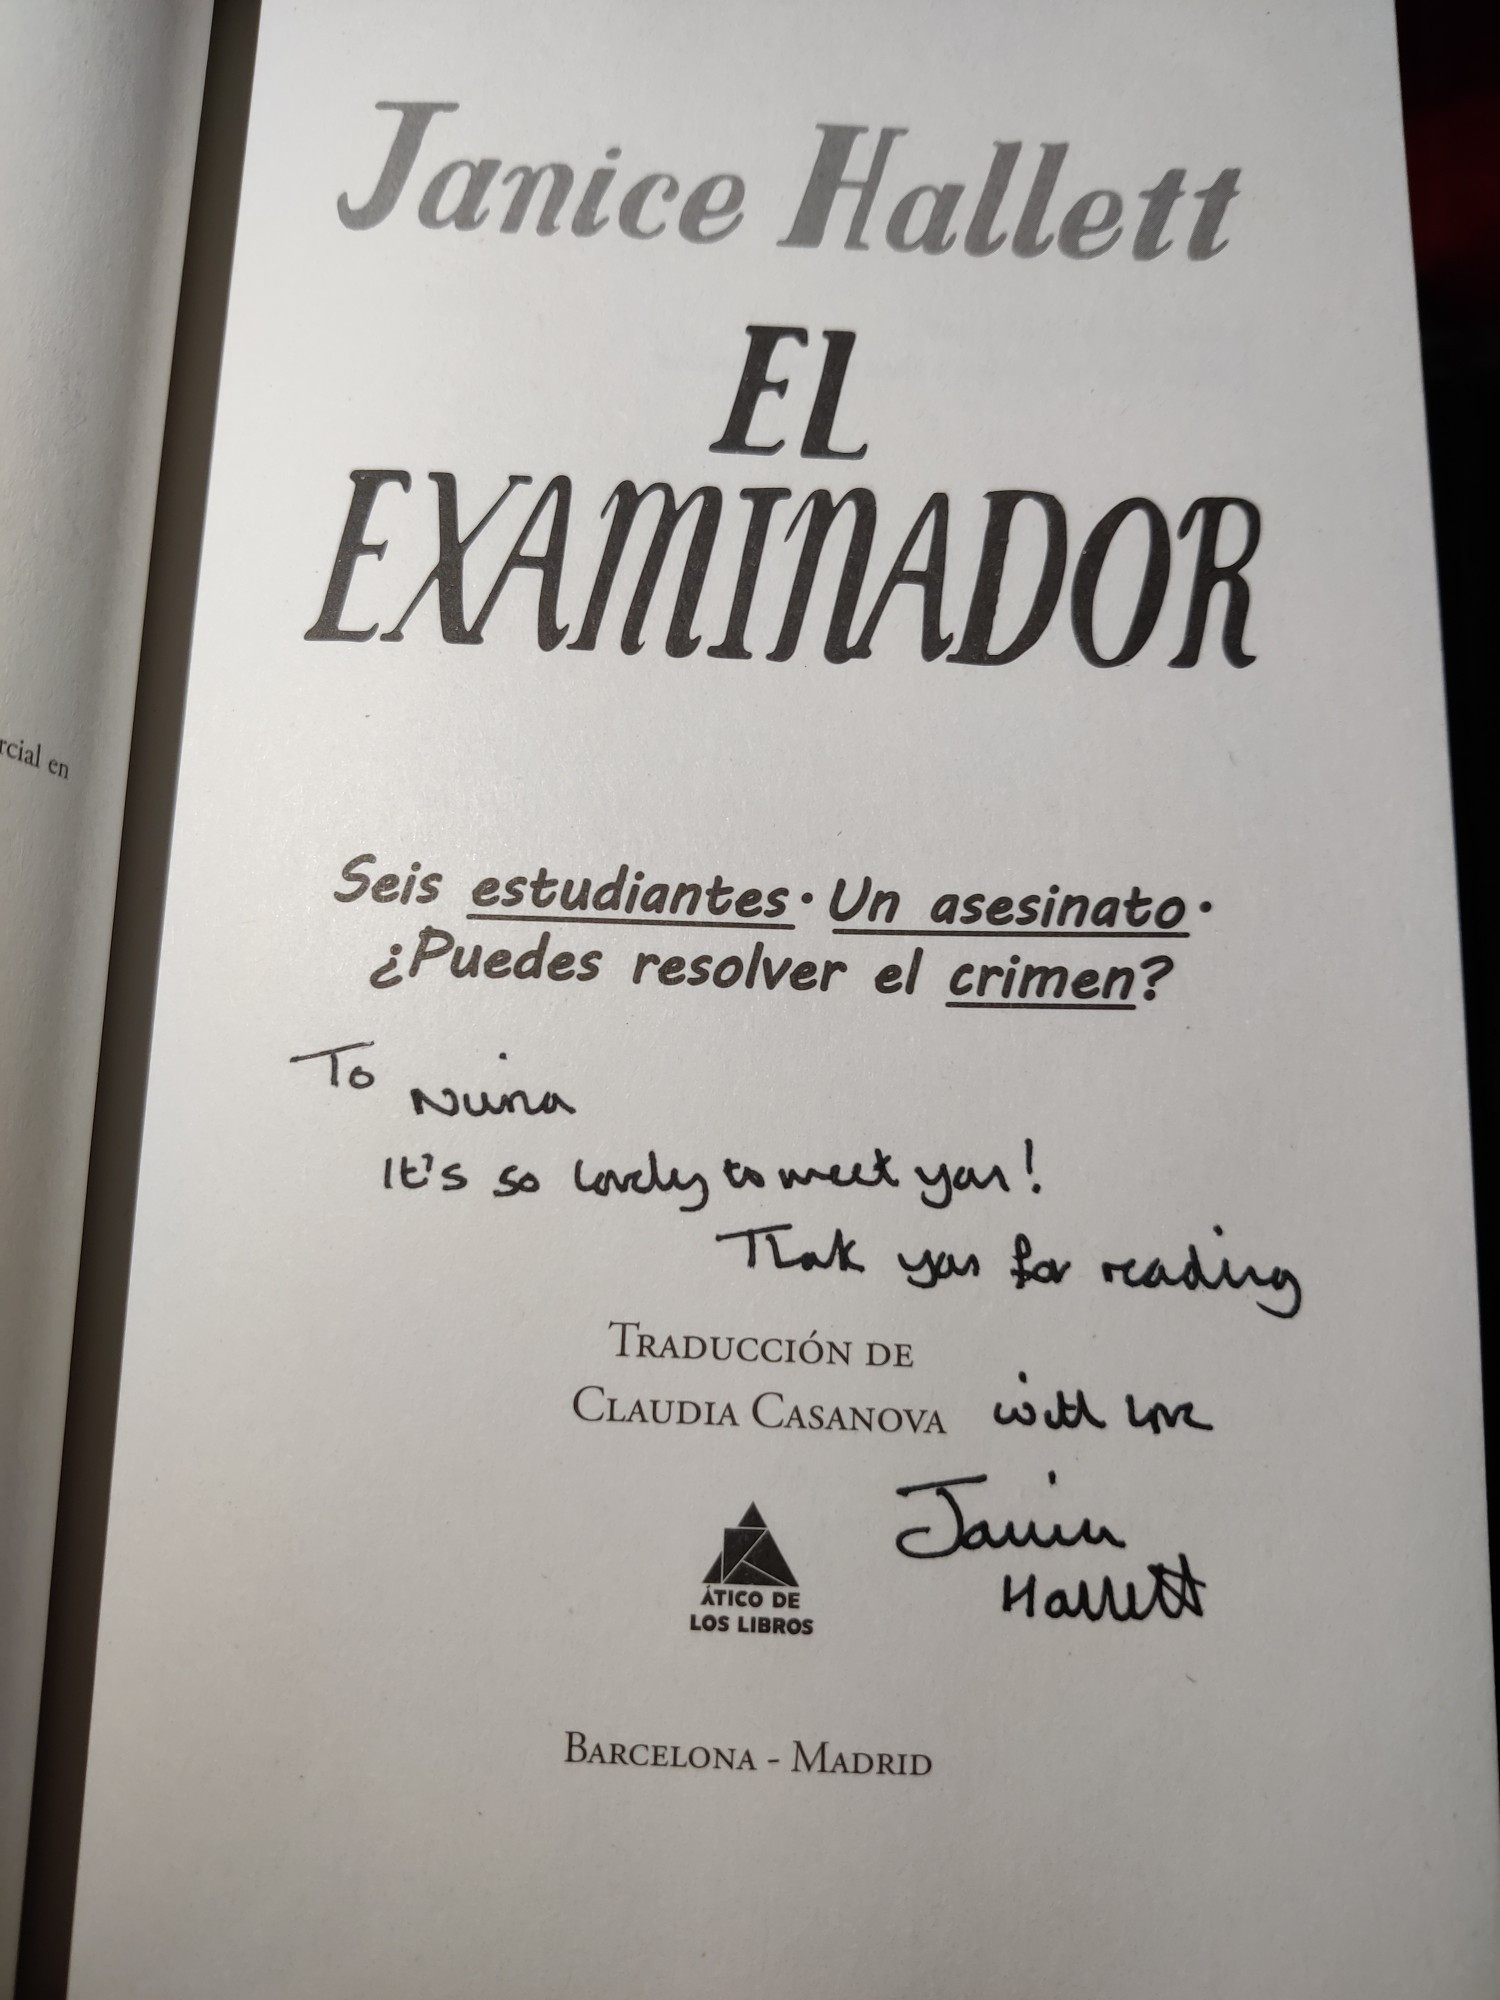 Janice Hallett
EL
EXAMINADOR
rcial en
Seis estudiantes · Un asesinato ·
¿Puedes resolver el crimen?
To
It's so lovely to meet you!
Thank you for reading
TRADUCCIÓN DE
CLAUDIA CASANOVA with love
Janice
Hallett
ÁTICO DE
LOS LIBROS
BARCELONA - MADRID